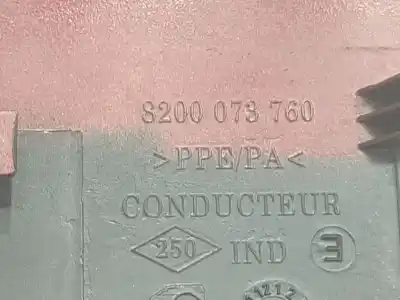 8200 073 760
>PPE/PA<
CONDUCTEUR
250 IND 3